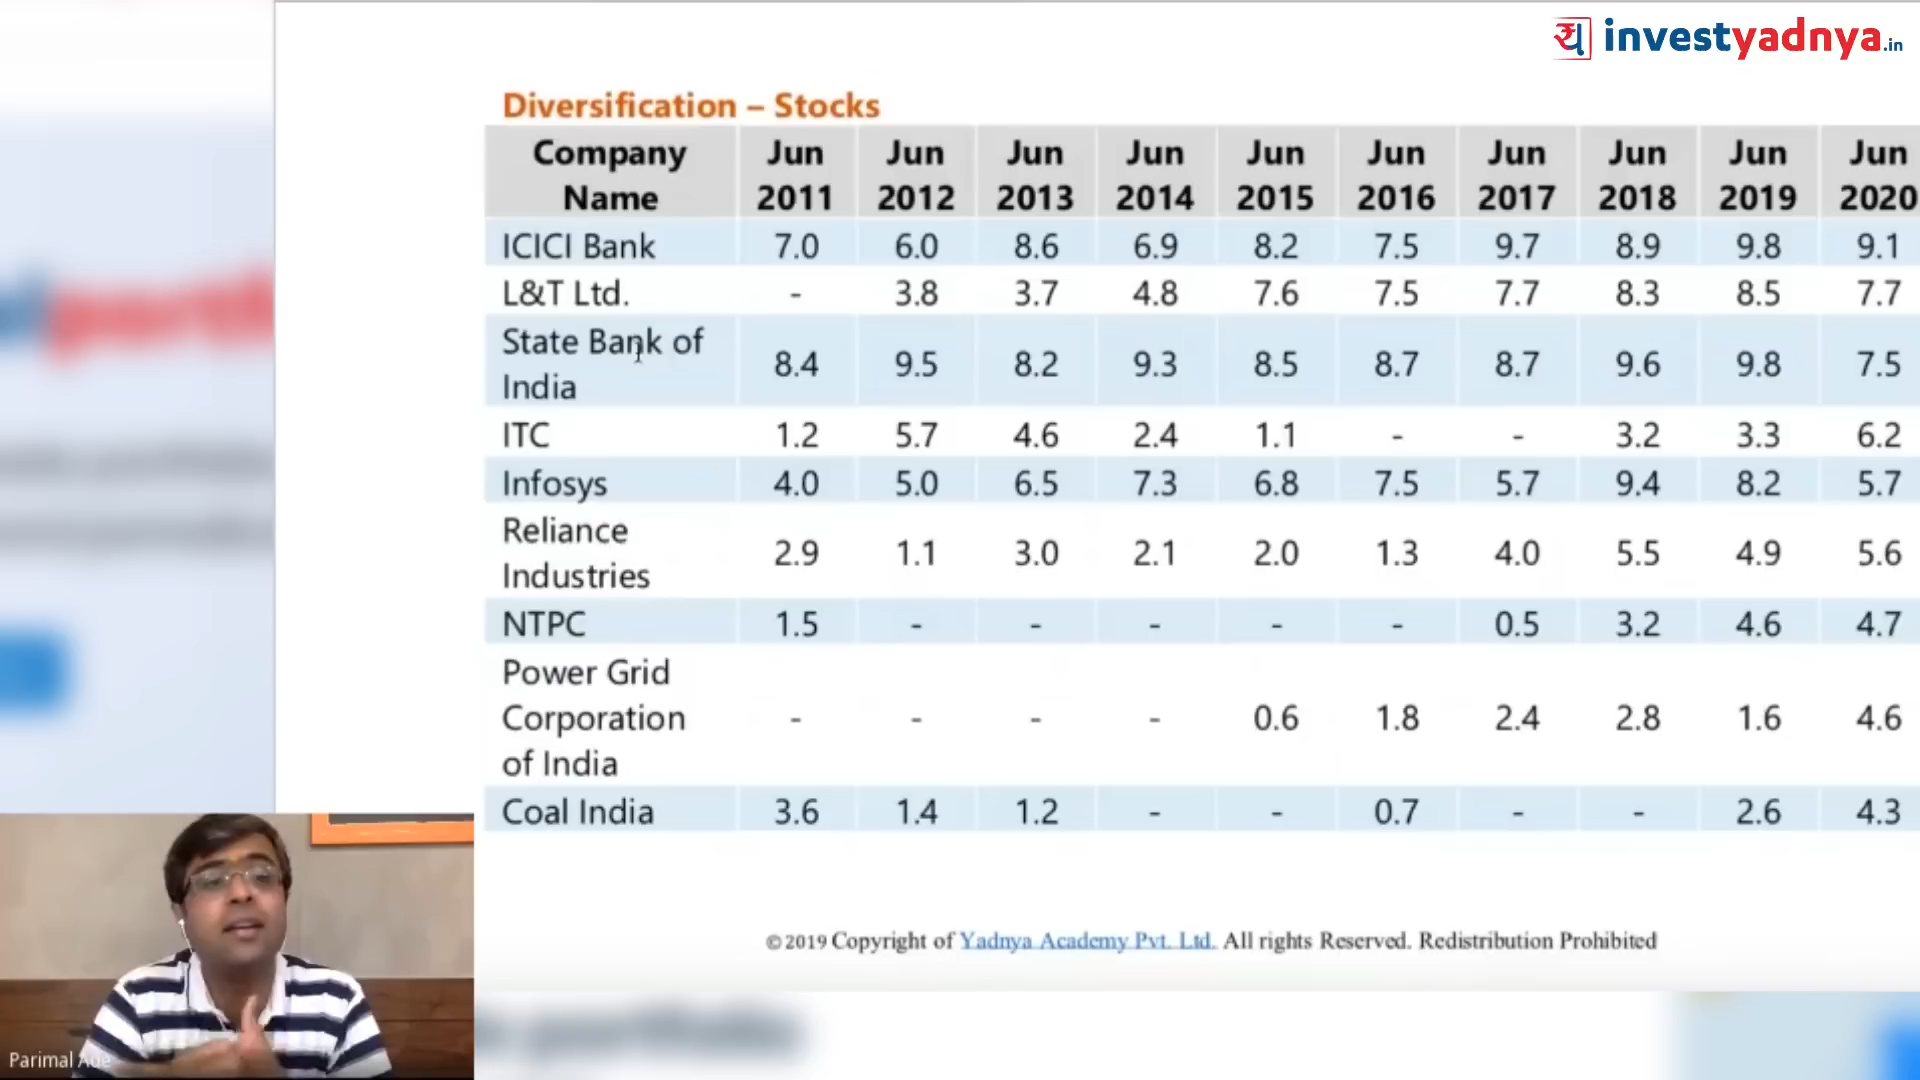 य investyadnya.in
Diversification – Stocks
Company Name Jun 2011 Jun 2012 Jun 2013 Jun 2014 Jun 2015 Jun 2016 Jun 2017 Jun 2018 Jun 2019 Jun 2020
ICICI Bank 7.0 6.0 8.6 6.9 8.2 7.5 9.7 8.9 9.8 9.1
L&T Ltd. - 3.8 3.7 4.8 7.6 7.5 7.7 8.3 8.5 7.7
State Bank of India 8.4 9.5 8.2 9.3 8.5 8.7 8.7 9.6 9.8 7.5
ITC 1.2 5.7 4.6 2.4 1.1 - - 3.2 3.3 6.2
Infosys 4.0 5.0 6.5 7.3 6.8 7.5 5.7 9.4 8.2 5.7
Reliance Industries 2.9 1.1 3.0 2.1 2.0 1.3 4.0 5.5 4.9 5.6
NTPC 1.5 - - - - - 0.5 3.2 4.6 4.7
Power Grid Corporation of India - - - - 0.6 1.8 2.4 2.8 1.6 4.6
Coal India 3.6 1.4 1.2 - - 0.7 - - 2.6 4.3
©2019 Copyright of Yadnya Academy Pvt. Ltd. All rights Reserved. Redistribution Prohibited
Parimal Ade